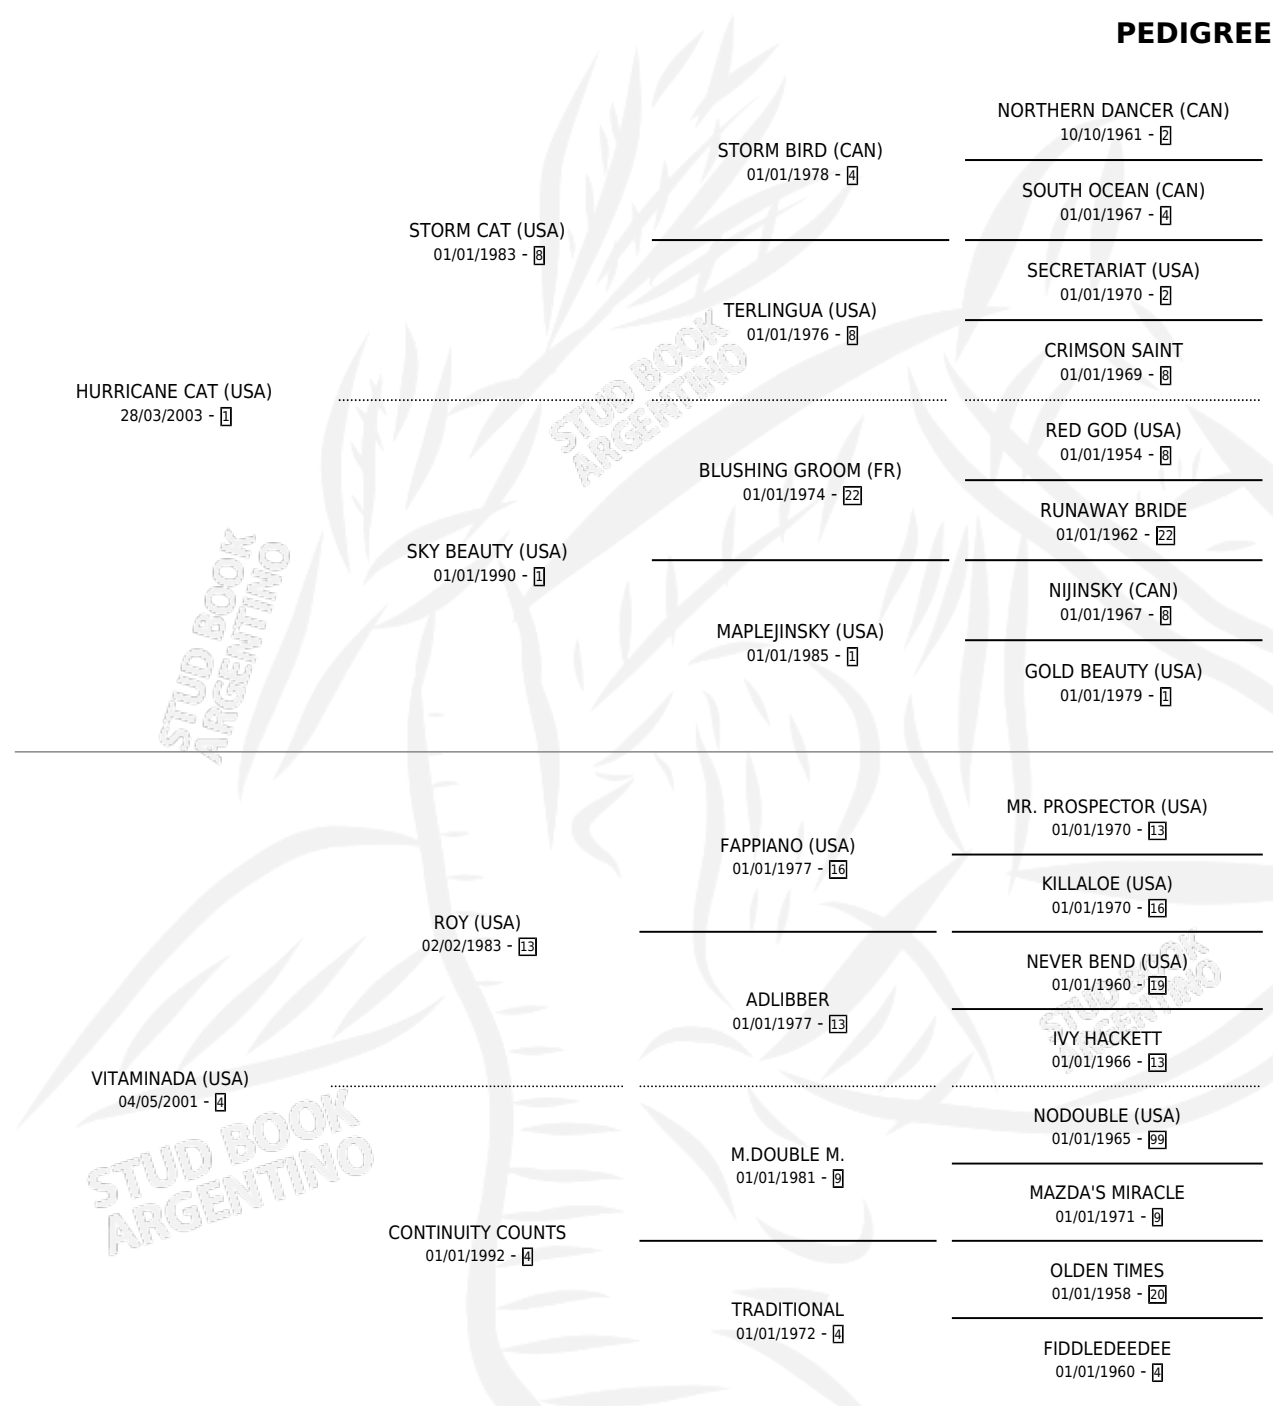 PEDIGREE
NORTHERN DANCER (CAN)
10/10/1961 - 2
STORM BIRD (CAN)
01/01/1978 - 4
SOUTH OCEAN (CAN)
01/01/1967 - 4
STORM CAT (USA)
01/01/1983 - 8
SECRETARIAT (USA)
01/01/1970 - 2
TERLINGUA (USA)
01/01/1976 - 8
CRIMSON SAINT
01/01/1969 - 8
HURRICANE CAT (USA)
28/03/2003 - 1
RED GOD (USA)
01/01/1954 - 8
BLUSHING GROOM (FR)
01/01/1974 - 22
RUNAWAY BRIDE
01/01/1962 - 22
SKY BEAUTY (USA)
01/01/1990 - 1
NIJINSKY (CAN)
01/01/1967 - 8
MAPLEJINSKY (USA)
01/01/1985 - 1
GOLD BEAUTY (USA)
01/01/1979 - 1
MR. PROSPECTOR (USA)
01/01/1970 - 13
FAPPIANO (USA)
01/01/1977 - 16
KILLALOE (USA)
01/01/1970 - 16
ROY (USA)
02/02/1983 - 13
NEVER BEND (USA)
01/01/1960 - 19
ADLIBBER
01/01/1977 - 13
IVY HACKETT
01/01/1966 - 13
VITAMINADA (USA)
04/05/2001 - 4
NODOUBLE (USA)
01/01/1965 - 99
M.DOUBLE M.
01/01/1981 - 9
MAZDA'S MIRACLE
01/01/1971 - 9
CONTINUITY COUNTS
01/01/1992 - 4
OLDEN TIMES
01/01/1958 - 20
TRADITIONAL
01/01/1972 - 4
FIDDLEDEEDEE
01/01/1960 - 4
STUD BOOK
ARGENTINO
STUD BOOK
ARGENTINO
STUD BOOK
ARGENTINO
STUD BOOK
ARGENTINO